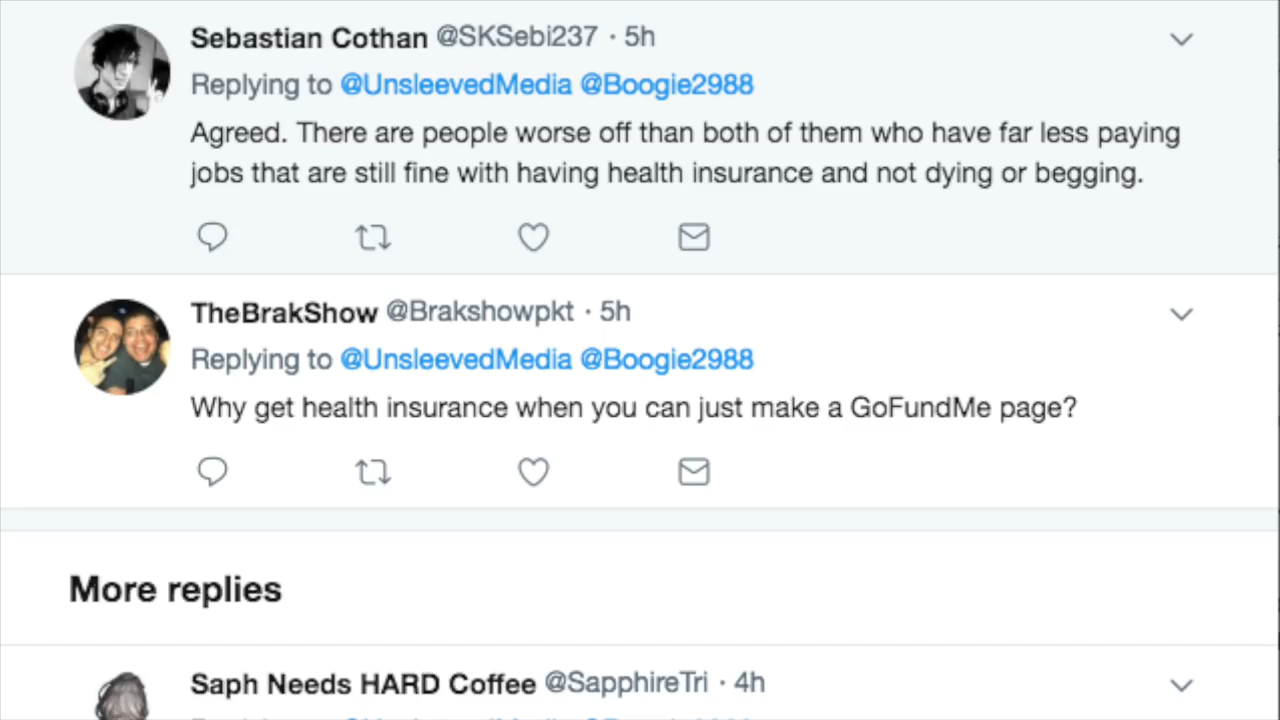 Sebastian Cothan @SKSebi237 · 5h
Replying to @UnsleevedMedia @Boogie2988
Agreed. There are people worse off than both of them who have far less paying
jobs that are still fine with having health insurance and not dying or begging.
TheBrakShow @Brakshowpkt · 5h
Replying to @UnsleevedMedia @Boogie2988
Why get health insurance when you can just make a GoFundMe page?
More replies
Saph Needs HARD Coffee @SapphireTri · 4h